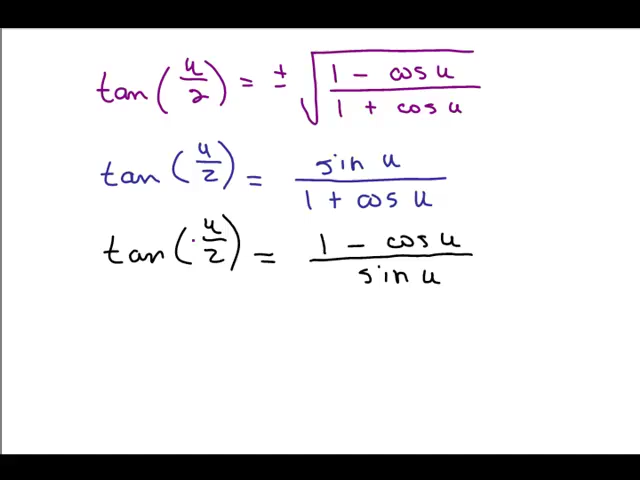 tan(u/2) = ± √((1 - cos u)/(1 + cos u))
tan(u/2) = sin u/(1 + cos u)
tan(u/2) = (1 - cos u)/sin u